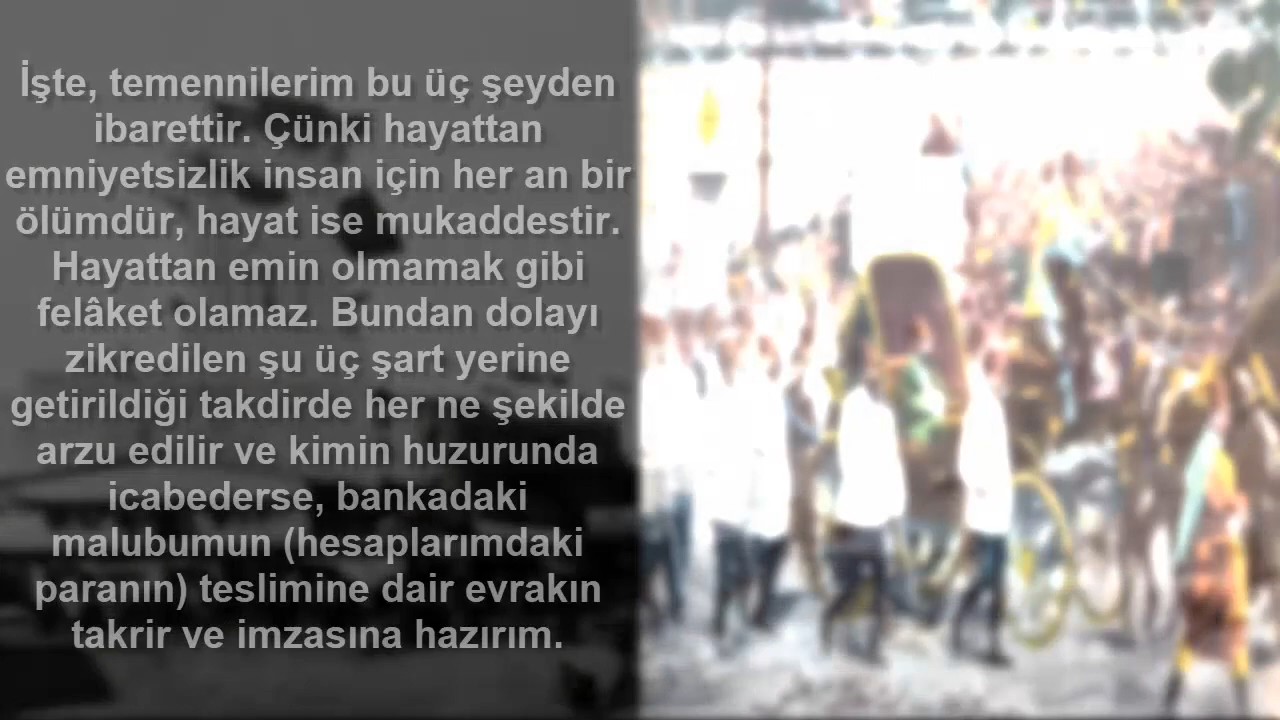 İşte, temennilerim bu üç şeyden
ibarettir. Çünki hayattan
emniyetsizlik insan için her an bir
ölümdür, hayat ise mukaddestir.
Hayattan emin olmamak gibi
felâket olamaz. Bundan dolayı
zikredilen şu üç şart yerine
getirildiği takdirde her ne şekilde
arzu edilir ve kimin huzurunda
icabederse, bankadaki
malubumun (hesaplarımdaki
paranın) teslimine dair evrakın
takrir ve imzasına hazırım.